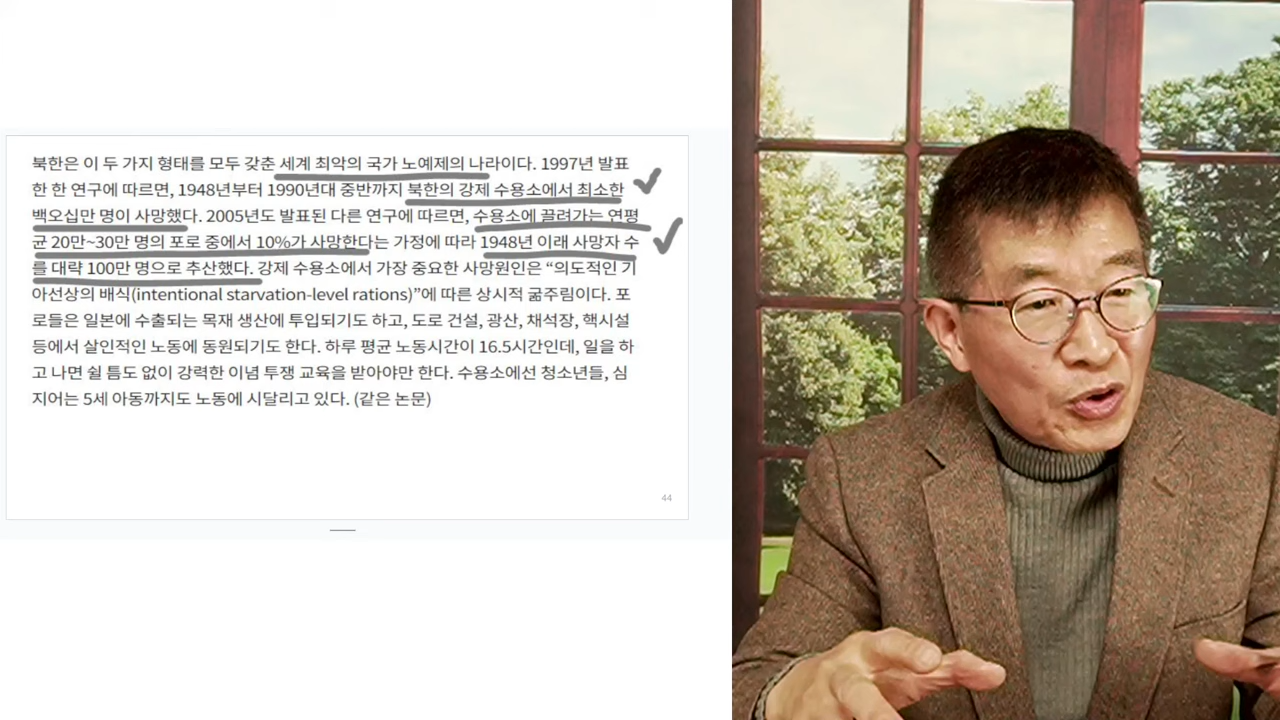 북한은 이 두 가지 형태를 모두 갖춘 세계 최악의 국가 노예제의 나라이다. 1997년 발표
한 한 연구에 따르면, 1948년부터 1990년대 중반까지 북한의 강제 수용소에서 최소한
백오십만 명이 사망했다. 2005년도 발표된 다른 연구에 따르면, 수용소에 끌려가는 연평
균 20만~30만 명의 포로 중에서 10%가 사망한다는 가정에 따라 1948년 이래 사망자 수
를 대략 100만 명으로 추산했다. 강제 수용소에서 가장 중요한 사망원인은 “의도적인 기
아선상의 배식(intentional starvation-level rations)”에 따른 상시적 굶주림이다. 포
로들은 일본에 수출되는 목재 생산에 투입되기도 하고, 도로 건설, 광산, 채석장, 핵시설
등에서 살인적인 노동에 동원되기도 한다. 하루 평균 노동시간이 16.5시간인데, 일을 하
고 나면 쉴 틈도 없이 강력한 이념 투쟁 교육을 받아야만 한다. 수용소에선 청소년들, 심
지어는 5세 아동까지도 노동에 시달리고 있다. (같은 논문)
44